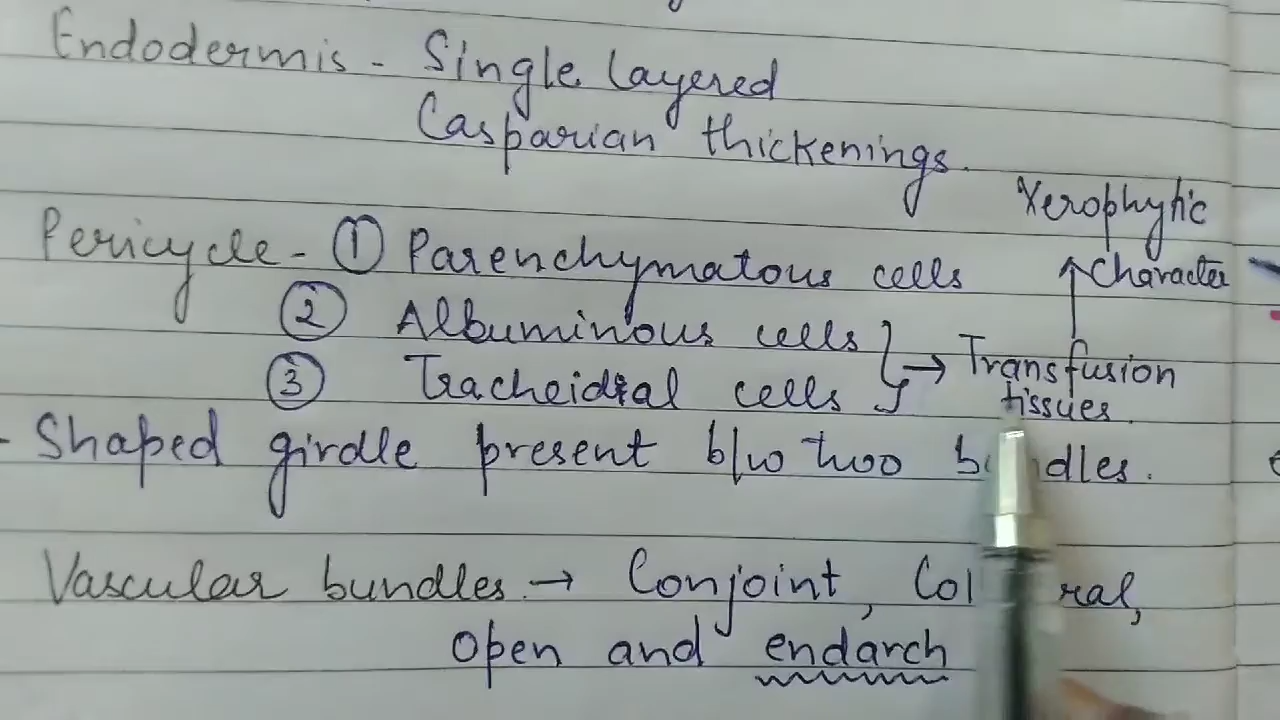 Endodermis - Single layered
Casparian thickenings.
Xerophytic
Character
Pericycle - ① Parenchymatous cells
② Albuminous cells
③ Tracheidial cells
→ Transfusion
tissues.
- Shaped girdle present b/w two bundles.
Vascular bundles → Conjoint,
open and endarch